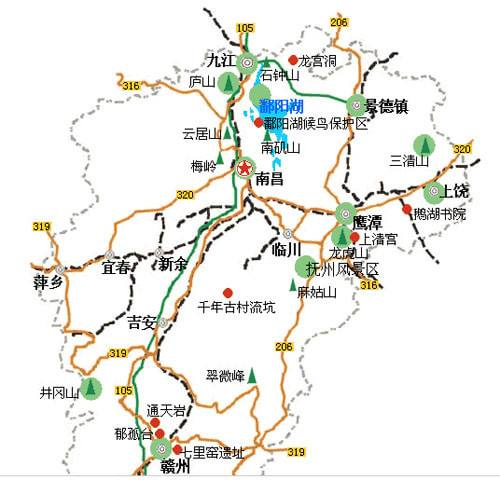 105
206
九江
龙宫洞
石钟山
庐山
316
鄱阳湖
景德镇
鄱阳湖候鸟保护区
云居山
南矶山
320
三清山
梅岭
南昌
320
上饶
鹅湖书院
鹰潭
319
临川
上清宫
龙虎山
宜春
新余
抚州风景区
萍乡
316
麻姑山
千年古村流坑
吉安
206
319
翠微峰
井冈山
105
通天岩
郁孤台
七里窑遗址
319
赣州